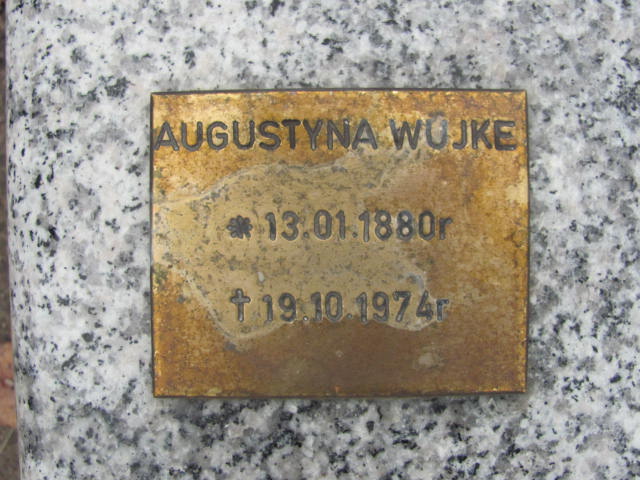 AUGUSTYNA WUJKE
* 13.01.1880r
† 19.10.1974r